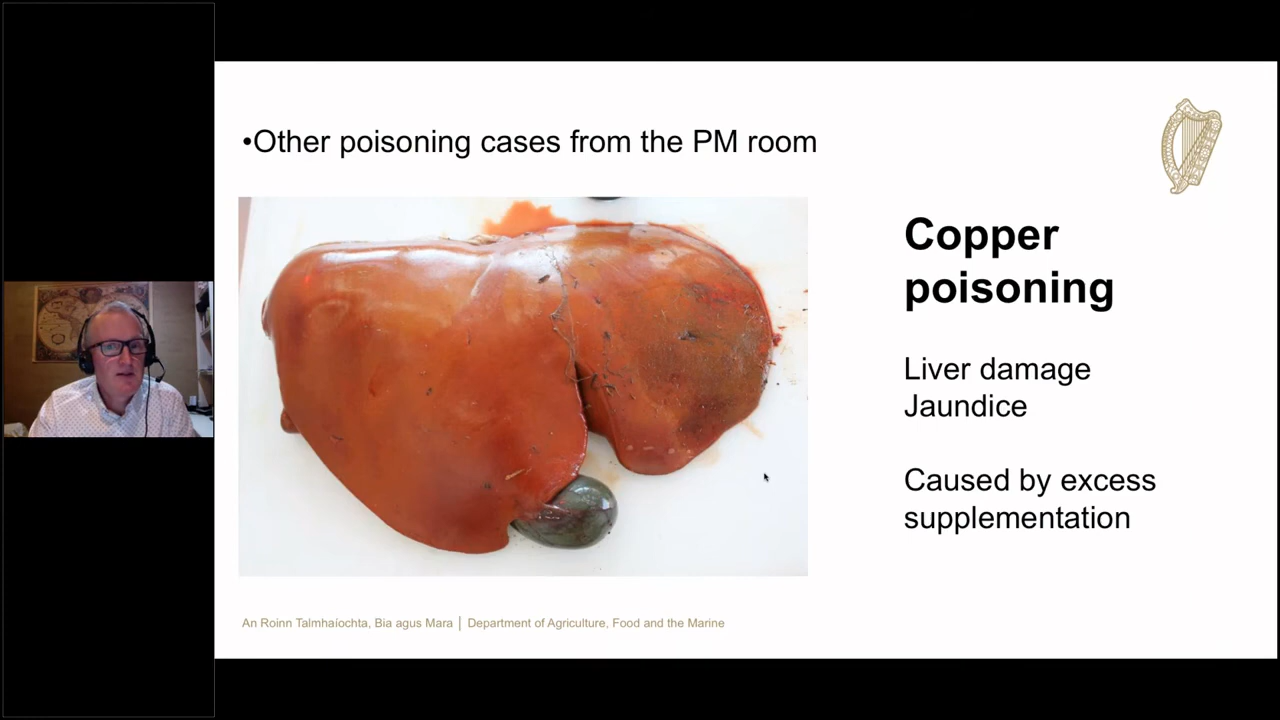 •Other poisoning cases from the PM room
Copper
poisoning
Liver damage
Jaundice
Caused by excess
supplementation
An Roinn Talmhaíochta, Bia agus Mara | Department of Agriculture, Food and the Marine